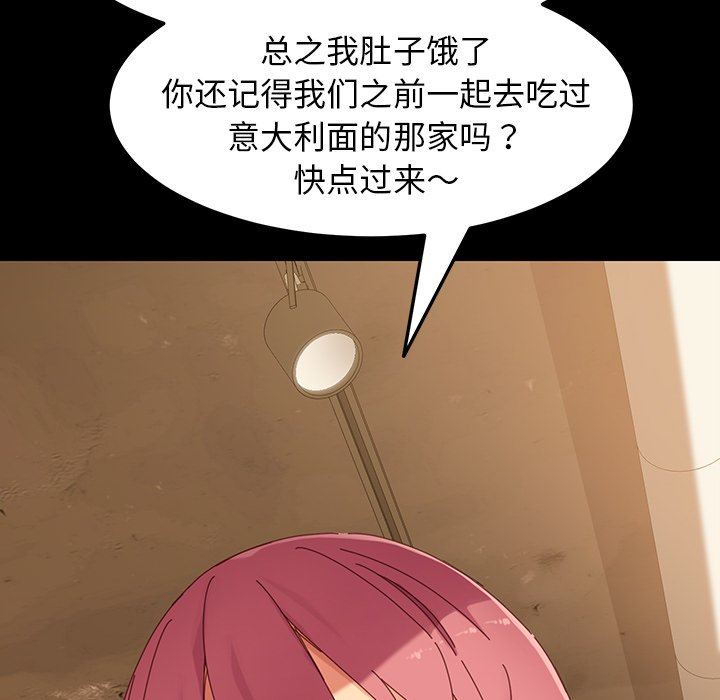 总之我肚子饿了
你还记得我们之前一起去吃过
意大利面的那家吗？
快点过来～